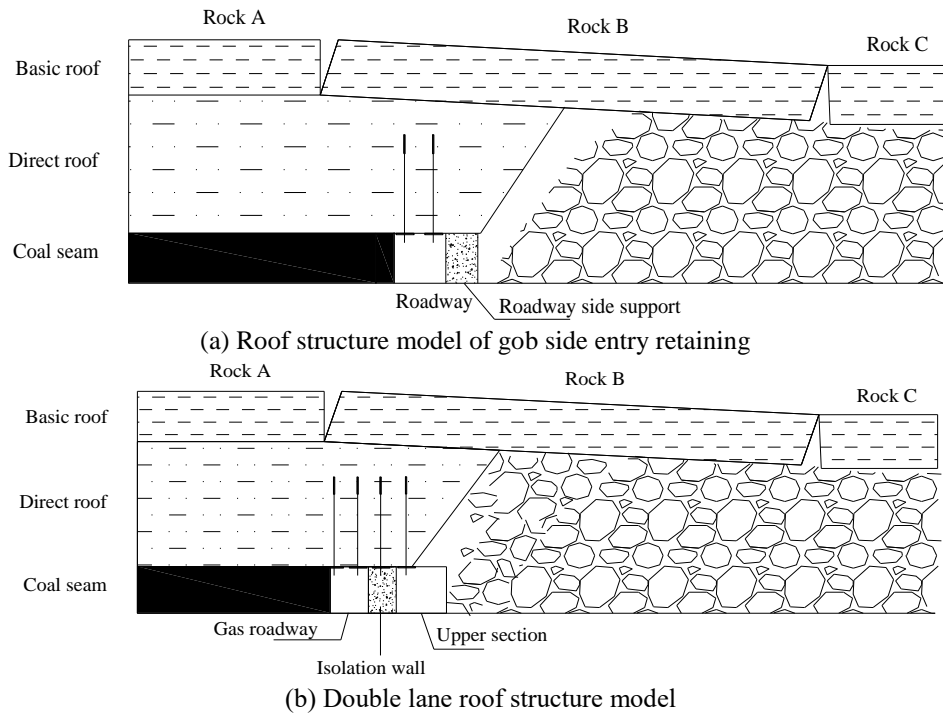 Rock A
Rock B
Rock C
Basic roof
Direct roof
Coal seam
Roadway
Roadway side support
(a) Roof structure model of gob side entry retaining
Rock A
Rock B
Rock C
Basic roof
Direct roof
Coal seam
Gas roadway
Upper section
Isolation wall
(b) Double lane roof structure model